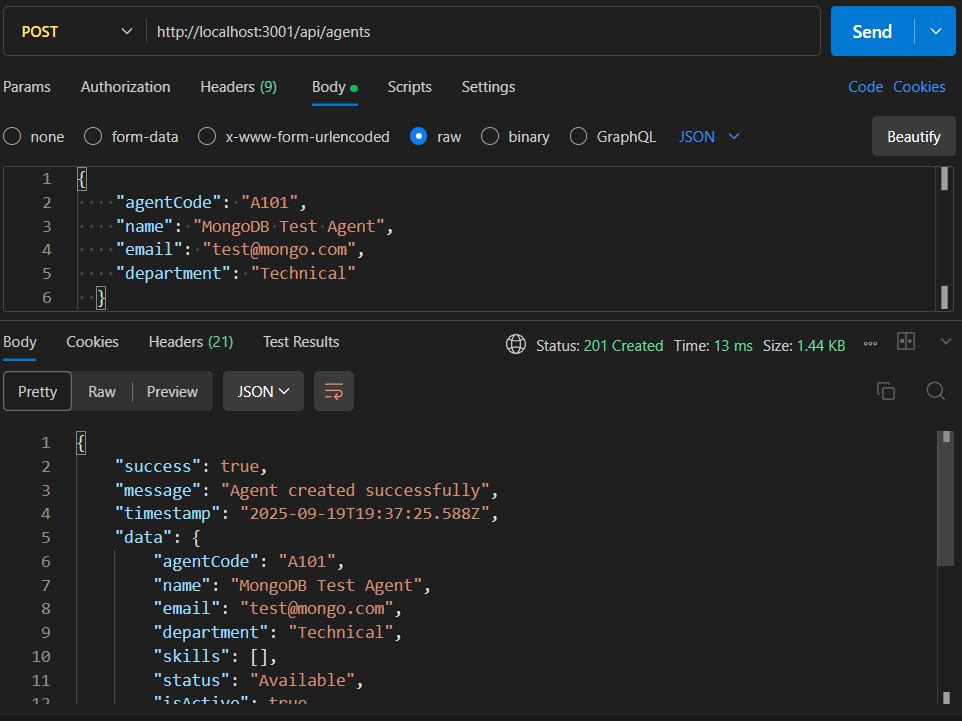 POST http://localhost:3001/api/agents Send
Params Authorization Headers (9) Body Scripts Settings Code Cookies
none form-data x-www-form-urlencoded raw binary GraphQL JSON Beautify
1 {
2 "agentCode": "A101",
3 "name": "MongoDB Test Agent",
4 "email": "test@mongo.com",
5 "department": "Technical"
6 }
Body Cookies Headers (21) Test Results Status: 201 Created Time: 13 ms Size: 1.44 KB
Pretty Raw Preview JSON
1 {
2 "success": true,
3 "message": "Agent created successfully",
4 "timestamp": "2025-09-19T19:37:25.588Z",
5 "data": {
6 "agentCode": "A101",
7 "name": "MongoDB Test Agent",
8 "email": "test@mongo.com",
9 "department": "Technical",
10 "skills": [],
11 "status": "Available",
12 "isActive": true